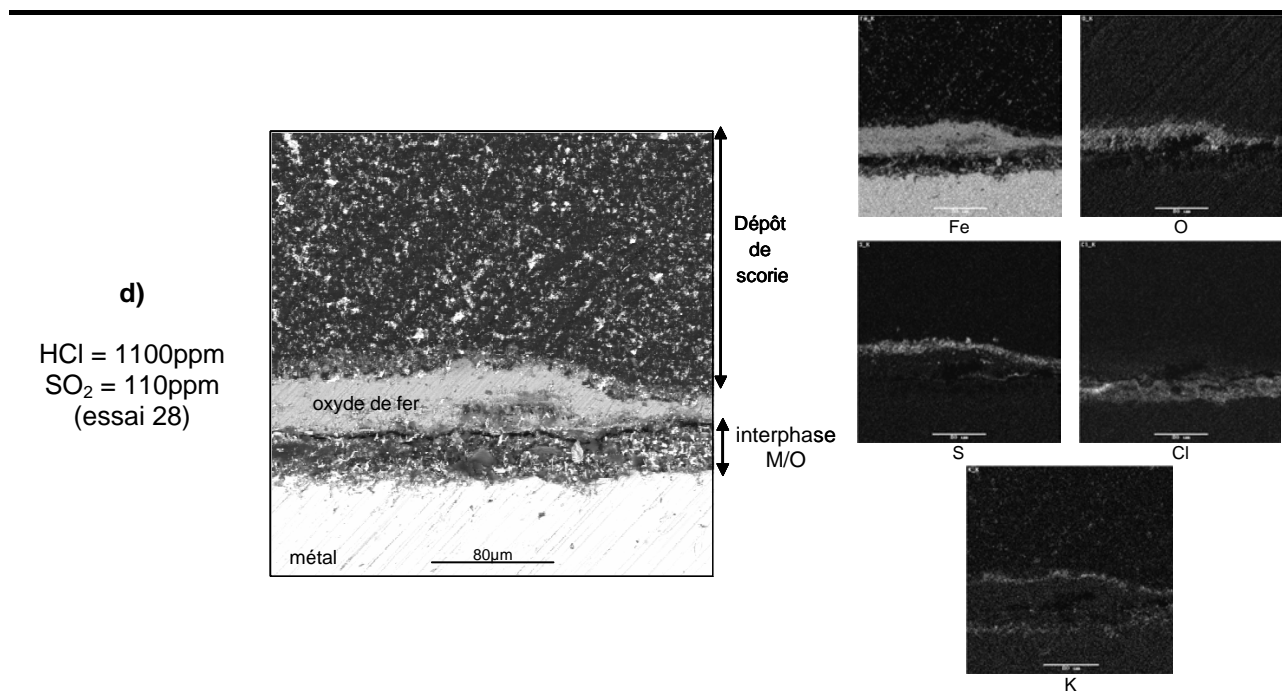 d)
HCl = 1100ppm
SO₂ = 110ppm
(essai 28)
Dépôt
de
scorie
oxyde de fer
interphase
M/O
métal
80µm
Fe
O
S
Cl
K